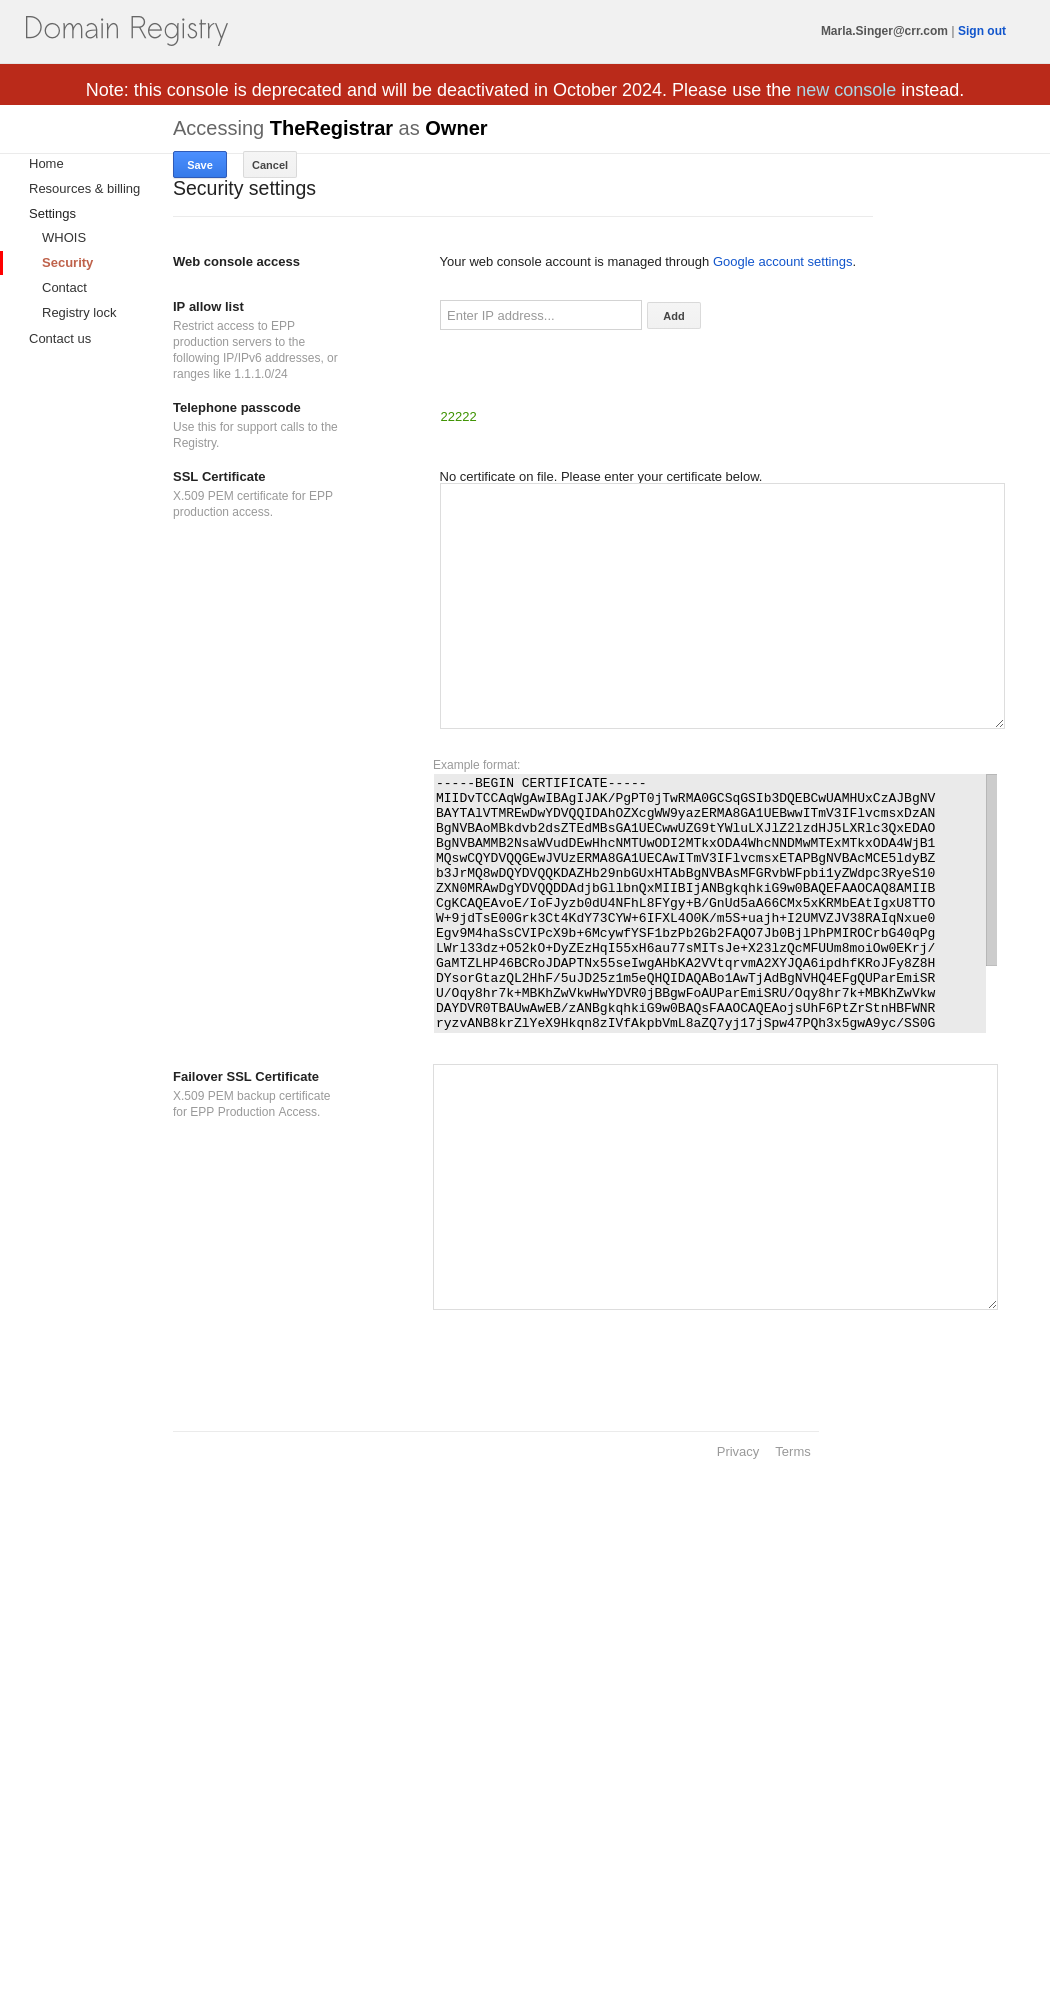 Domain Registry
Marla.Singer@crr.com | Sign out
Note: this console is deprecated and will be deactivated in October 2024. Please use the new console instead.
Accessing TheRegistrar as Owner
Save
Cancel
Home
Resources & billing
Settings
WHOIS
Security
Contact
Registry lock
Contact us
Security settings
Web console access
Your web console account is managed through Google account settings.
IP allow list
Restrict access to EPP
production servers to the
following IP/IPv6 addresses, or
ranges like 1.1.1.0/24
Enter IP address...
Add
Telephone passcode
Use this for support calls to the
Registry.
22222
SSL Certificate
X.509 PEM certificate for EPP
production access.
No certificate on file. Please enter your certificate below.
Example format:
-----BEGIN CERTIFICATE-----
MIIDvTCCAqWgAwIBAgIJAK/PgPT0jTwRMA0GCSqGSIb3DQEBCwUAMHUxCzAJBgNV
BAYTAlVTMREwDwYDVQQIDAhOZXcgWW9yazERMA8GA1UEBwwITmV3IFlvcmsxDzAN
BgNVBAoMBkdvb2dsZTEdMBsGA1UECwwUZG9tYWluLXJlZ2lzdHJ5LXRlc3QxEDAO
BgNVBAMMB2NsaWVudDEwHhcNMTUwODI2MTkxODA4WhcNNDMwMTExMTkxODA4WjB1
MQswCQYDVQQGEwJVUzERMA8GA1UECAwITmV3IFlvcmsxETAPBgNVBAcMCE5ldyBZ
b3JrMQ8wDQYDVQQKDAZHb29nbGUxHTAbBgNVBAsMFGRvbWFpbi1yZWdpc3RyeS10
ZXN0MRAwDgYDVQQDDAdjbGllbnQxMIIBIjANBgkqhkiG9w0BAQEFAAOCAQ8AMIIB
CgKCAQEAvoE/IoFJyzb0dU4NFhL8FYgy+B/GnUd5aA66CMx5xKRMbEAtIgxU8TTO
W+9jdTsE00Grk3Ct4KdY73CYW+6IFXL4O0K/m5S+uajh+I2UMVZJV38RAIqNxue0
Egv9M4haSsCVIPcX9b+6McywfYSF1bzPb2Gb2FAQO7Jb0BjlPhPMIROCrbG40qPg
LWrl33dz+O52kO+DyZEzHqI55xH6au77sMITsJe+X23lzQcMFUUm8moiOw0EKrj/
GaMTZLHP46BCRoJDAPTNx55seIwgAHbKA2VVtqrvmA2XYJQA6ipdhfKRoJFy8Z8H
DYsorGtazQL2HhF/5uJD25z1m5eQHQIDAQABo1AwTjAdBgNVHQ4EFgQUParEmiSR
U/Oqy8hr7k+MBKhZwVkwHwYDVR0jBBgwFoAUParEmiSRU/Oqy8hr7k+MBKhZwVkw
DAYDVR0TBAUwAwEB/zANBgkqhkiG9w0BAQsFAAOCAQEAojsUhF6PtZrStnHBFWNR
ryzvANB8krZlYeX9Hkqn8zIVfAkpbVmL8aZQ7yj17jSpw47PQh3x5gwA9yc/SS0G
Failover SSL Certificate
X.509 PEM backup certificate
for EPP Production Access.
Privacy
Terms